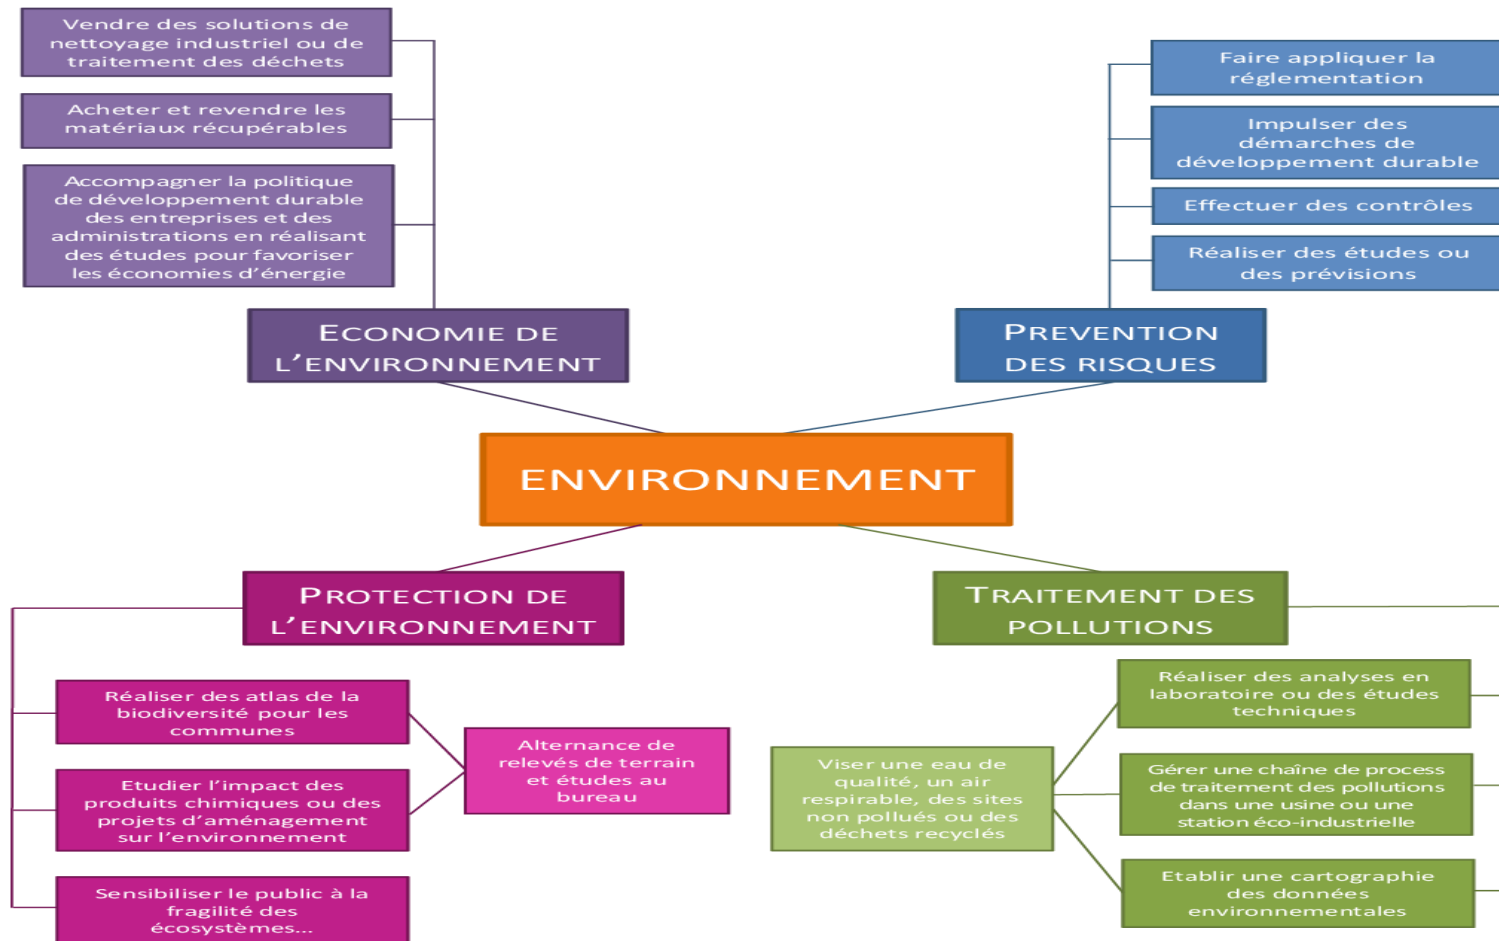 Vendre des solutions de
nettoyage industriel ou de
traitement des déchets
Acheter et revendre les
matériaux récupérables
Accompagner la politique
de développement durable
des entreprises et des
administrations en réalisant
des études pour favoriser
les économies d'énergie
ECONOMIE DE
L'ENVIRONNEMENT
Faire appliquer la
réglementation
Impulser des
démarches de
développement durable
Effectuer des contrôles
Réaliser des études ou
des prévisions
PREVENTION
DES RISQUES
ENVIRONNEMENT
PROTECTION DE
L'ENVIRONNEMENT
Réaliser des atlas de la
biodiversité pour les
communes
Etudier l'impact des
produits chimiques ou des
projets d'aménagement
sur l'environnement
Sensibiliser le public à la
fragilité des
écosystèmes...
Alternance de
relevés de terrain
et études au
bureau
TRAITEMENT DES
POLLUTIONS
Viser une eau de
qualité, un air
respirable, des sites
non pollués ou des
déchets recyclés
Réaliser des analyses en
laboratoire ou des études
techniques
Gérer une chaîne de process
de traitement des pollutions
dans une usine ou une
station éco-industrielle
Etablir une cartographie
des données
environnementales